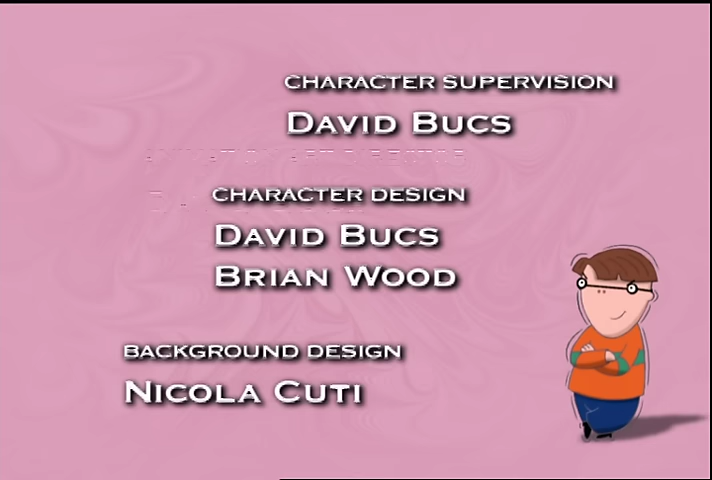 CHARACTER SUPERVISION
DAVID BUCS
CHARACTER DESIGN
DAVID BUCS
BRIAN WOOD
BACKGROUND DESIGN
NICOLA CUTI